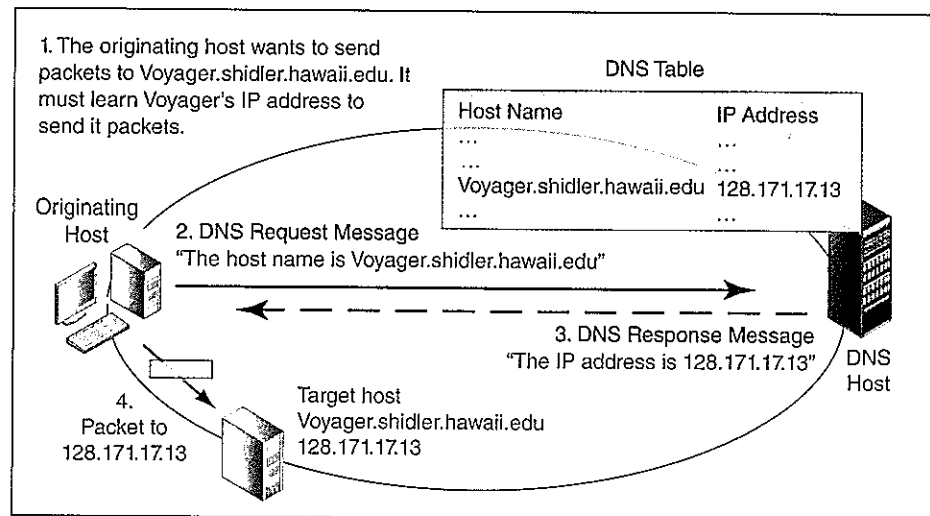 1. The originating host wants to send
packets to Voyager.shidler.hawaii.edu. It
must learn Voyager's IP address to
send it packets.
DNS Table
Host Name IP Address
... ...
... ...
Voyager.shidler.hawaii.edu 128.171.17.13
... ...
Originating
Host
2. DNS Request Message
"The host name is Voyager.shidler.hawaii.edu"
3. DNS Response Message
"The IP address is 128.171.17.13"
DNS
Host
4.
Packet to
128.171.17.13
Target host
Voyager.shidler.hawaii.edu
128.171.17.13